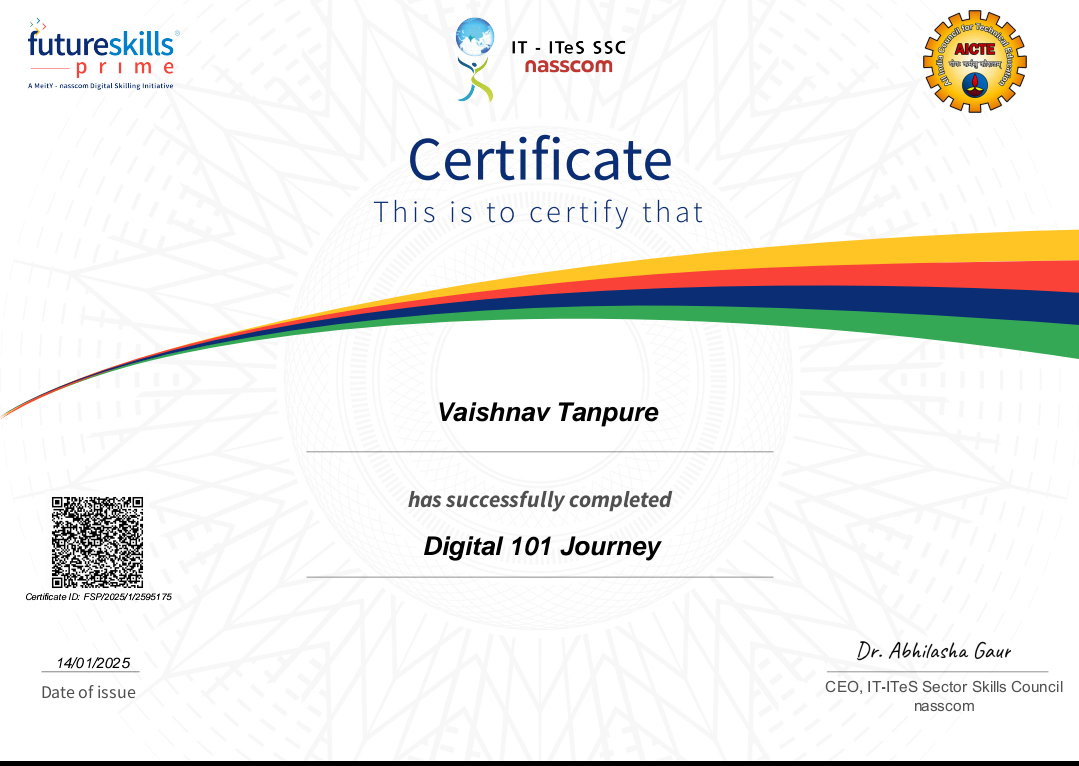 futureskills
prime
A MeitY - nasscom Digital Skilling Initiative
IT - ITeS SSC
nasscom
All India Council for Technical Education
AICTE
योगः कर्मसु कौशलम्
Certificate
This is to certify that
Vaishnav Tanpure
has successfully completed
Digital 101 Journey
Certificate ID: FSP/2025/1/2595175
14/01/2025
Date of issue
Dr. Abhilasha Gaur
CEO, IT-ITeS Sector Skills Council
nasscom